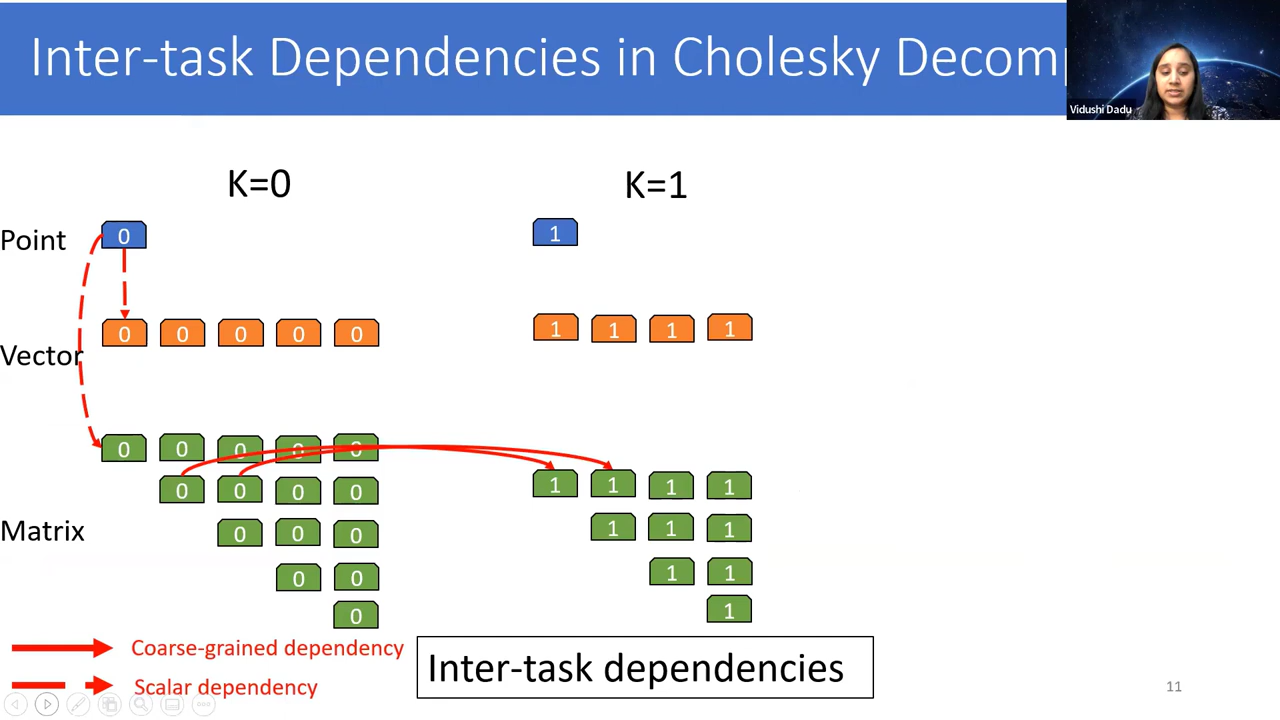 Inter-task Dependencies in Cholesky Decomp
Vidushi Dadu
K=0 K=1
Point 0 1
Vector 0 0 0 0 0 1 1 1 1
0 0 0 0 0
0 0 0 0 1 1 1 1
Matrix 0 0 0 1 1 1
0 0 1 1
0 1
Coarse-grained dependency
Inter-task dependencies
Scalar dependency
11